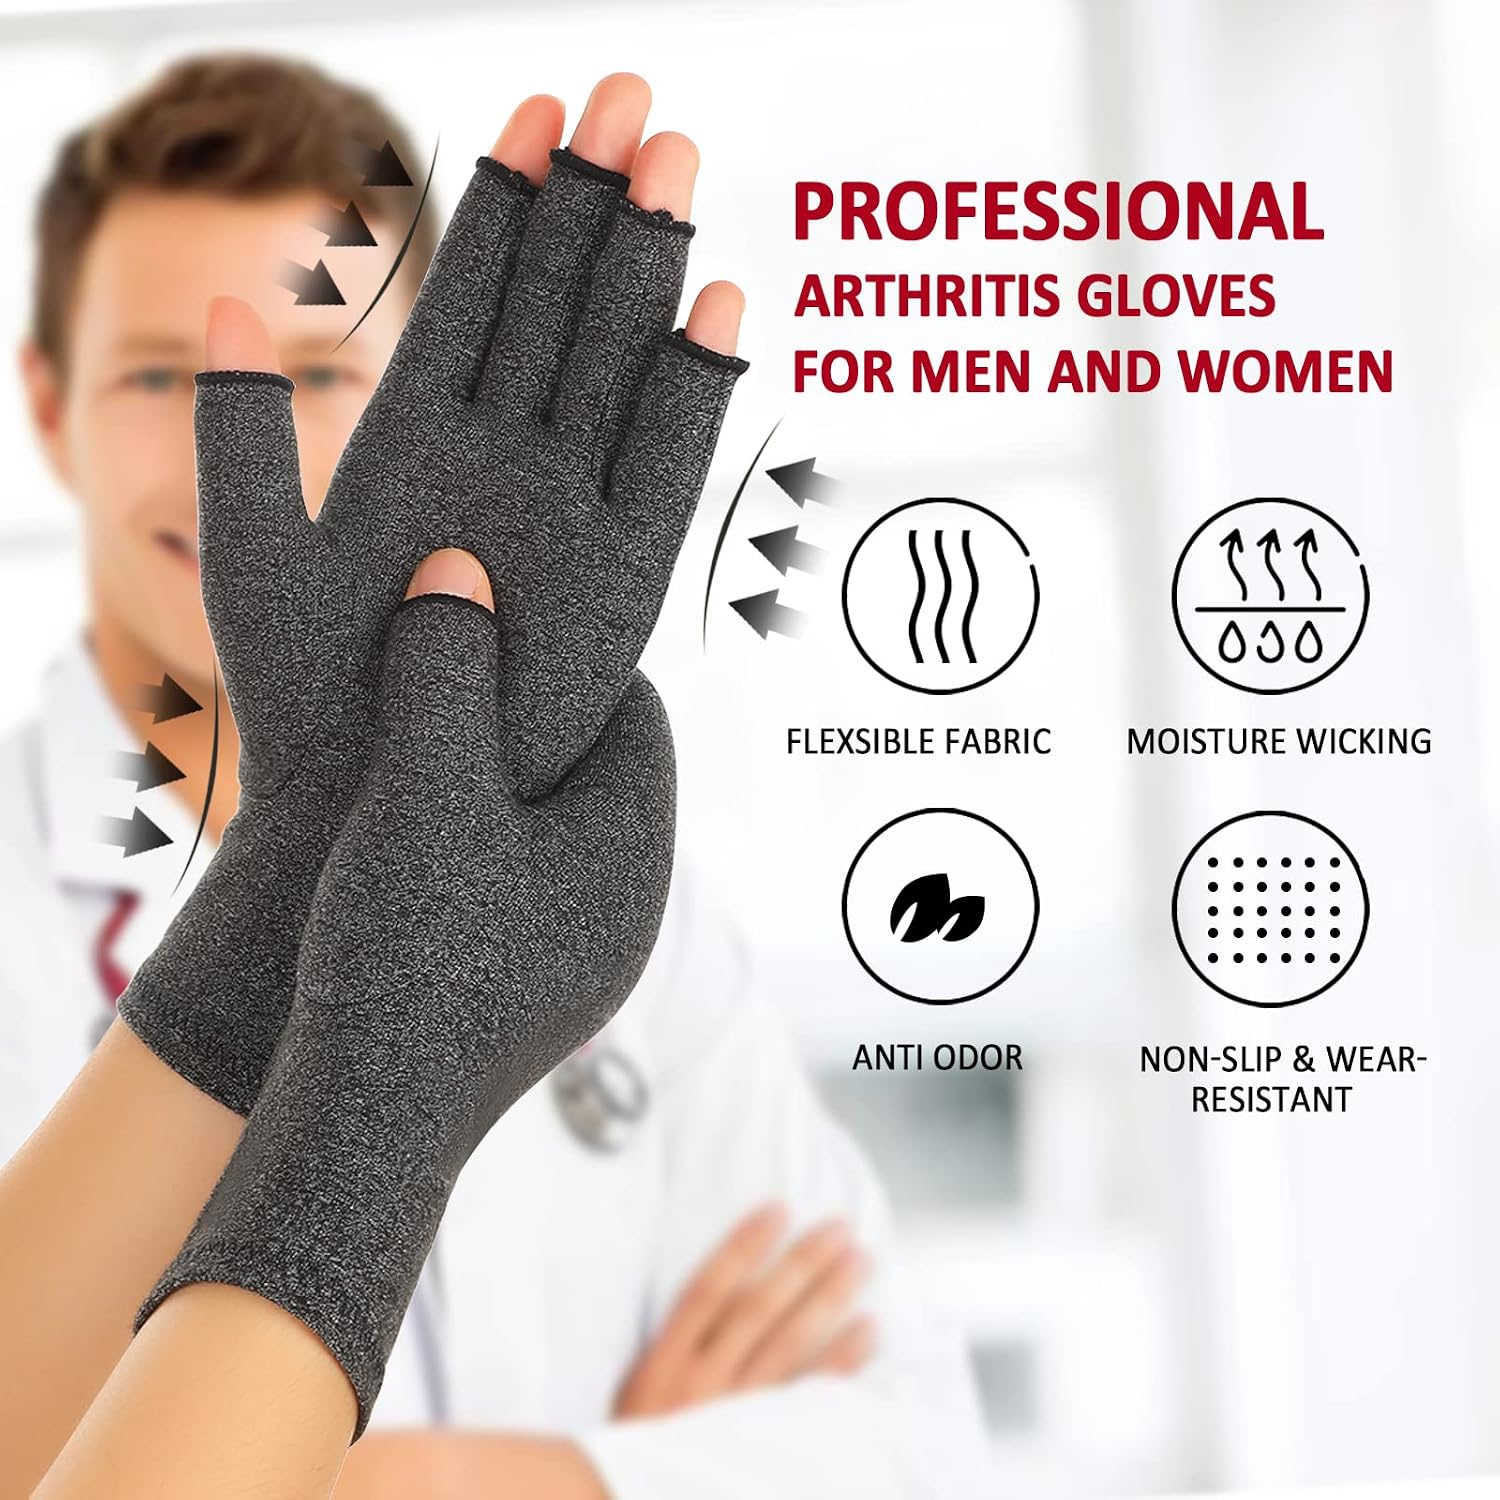 PROFESSIONAL
ARTHRITIS GLOVES
FOR MEN AND WOMEN
FLEXSIBLE FABRIC
MOISTURE WICKING
ANTI ODOR
NON-SLIP & WEAR-
RESISTANT